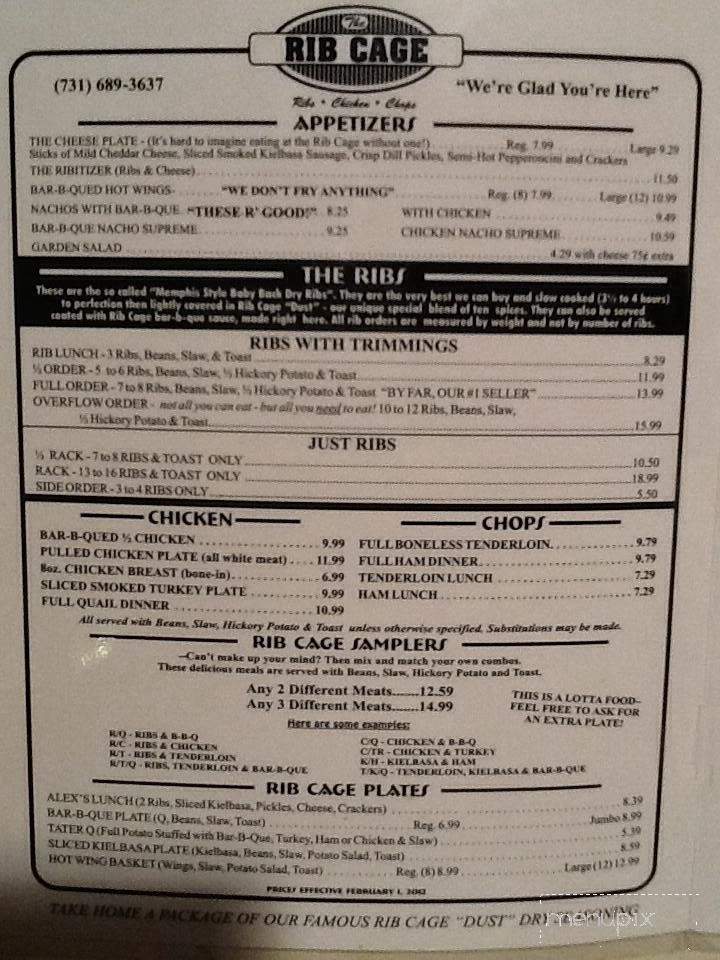 The
RIB CAGE
(731) 689-3637
"We're Glad You're Here"
Ribs • Chicken • Chops
APPETIZERS
THE CHEESE PLATE - (It's hard to imagine eating at the Rib Cage without one!) Reg. 7.99 Large 9.29
Sticks of Mild Cheddar Cheese, Sliced Smoked Kielbasa Sausage, Crisp Dill Pickles, Semi-Hot Pepperoncini and Crackers
THE RIBITIZER (Ribs & Cheese) 11.50
BAR-B-QUED HOT WINGS- "WE DON'T FRY ANYTHING" Reg. (8) 7.99 Large (12) 10.99
NACHOS WITH BAR-B-QUE "THESE R' GOOD!" 8.25 WITH CHICKEN 9.49
BAR-B-QUE NACHO SUPREME 9.25 CHICKEN NACHO SUPREME 10.59
GARDEN SALAD 4.29 with cheese 75¢ extra
THE RIBS
These are the so called "Memphis Style Baby Back Dry Ribs". They are the very best we can buy and slow cooked (3½ to 4 hours)
to perfection then lightly covered in Rib Cage "Dust" - our unique special blend of ten spices. They can also be served
coated with Rib Cage bar-b-que sauce, made right here. All rib orders are measured by weight and not by number of ribs.
RIBS WITH TRIMMINGS
RIB LUNCH - 3 Ribs, Beans, Slaw, & Toast 8.29
½ ORDER - 5 to 6 Ribs, Beans, Slaw, ½ Hickory Potato & Toast 11.99
FULL ORDER - 7 to 8 Ribs, Beans, Slaw, ½ Hickory Potato & Toast "BY FAR, OUR #1 SELLER" 13.99
OVERFLOW ORDER - not all you can eat - but all you need to eat! 10 to 12 Ribs, Beans, Slaw,
½ Hickory Potato & Toast 15.99
JUST RIBS
½ RACK - 7 to 8 RIBS & TOAST ONLY 10.50
RACK - 13 to 16 RIBS & TOAST ONLY 18.99
SIDE ORDER - 3 to 4 RIBS ONLY 5.50
CHICKEN
BAR-B-QUED ½ CHICKEN 9.99
PULLED CHICKEN PLATE (all white meat) 11.99
8oz. CHICKEN BREAST (bone-in) 6.99
SLICED SMOKED TURKEY PLATE 9.99
FULL QUAIL DINNER 10.99
CHOPS
FULL BONELESS TENDERLOIN 9.79
FULL HAM DINNER 9.79
TENDERLOIN LUNCH 7.29
HAM LUNCH 7.29
All served with Beans, Slaw, Hickory Potato & Toast unless otherwise specified. Substitutions may be made.
RIB CAGE SAMPLERS
—Can't make up your mind? Then mix and match your own combos.
These delicious meals are served with Beans, Slaw, Hickory Potato and Toast.
Any 2 Different Meats.......12.59
Any 3 Different Meats.......14.99
THIS IS A LOTTA FOOD–
FEEL FREE TO ASK FOR
AN EXTRA PLATE!
Here are some examples:
R/Q - RIBS & B-B-Q
R/C - RIBS & CHICKEN
R/T - RIBS & TENDERLOIN
R/T/Q - RIBS, TENDERLOIN & BAR-B-QUE
C/Q - CHICKEN & B-B-Q
C/TR - CHICKEN & TURKEY
K/H - KIELBASA & HAM
T/K/Q - TENDERLOIN, KIELBASA & BAR-B-QUE
RIB CAGE PLATES
ALEX'S LUNCH (2 Ribs, Sliced Kielbasa, Pickles, Cheese, Crackers) 8.39
BAR-B-QUE PLATE (Q, Beans, Slaw, Toast) Reg. 6.99 Jumbo 8.99
TATER Q (Full Potato Stuffed with Bar-B-Que, Turkey, Ham or Chicken & Slaw) 5.39
SLICED KIELBASA PLATE (Kielbasa, Beans, Slaw, Potato Salad, Toast) 8.59
HOT WING BASKET (Wings, Slaw, Potato Salad, Toast) Reg. (8) 8.99 Large (12) 12.99
PRICES EFFECTIVE FEBRUARY 1, 2012
TAKE HOME A PACKAGE OF OUR FAMOUS RIB CAGE "DUST" DRY SEASONING
menupix